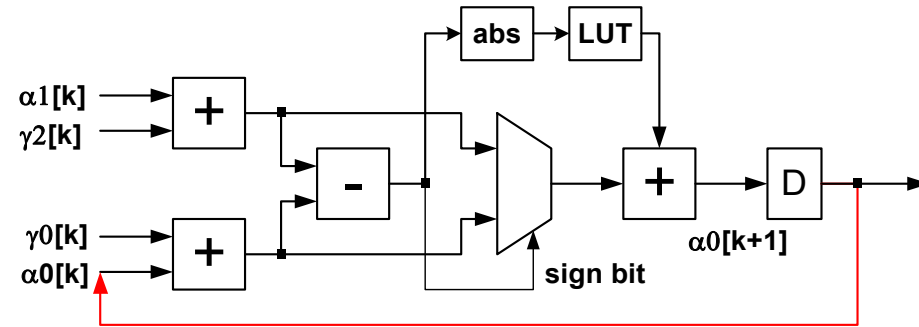 abs
LUT
α1[k]
+
γ2[k]
-
+
D
γ0[k]
+
α0[k]
α0[k+1]
sign bit